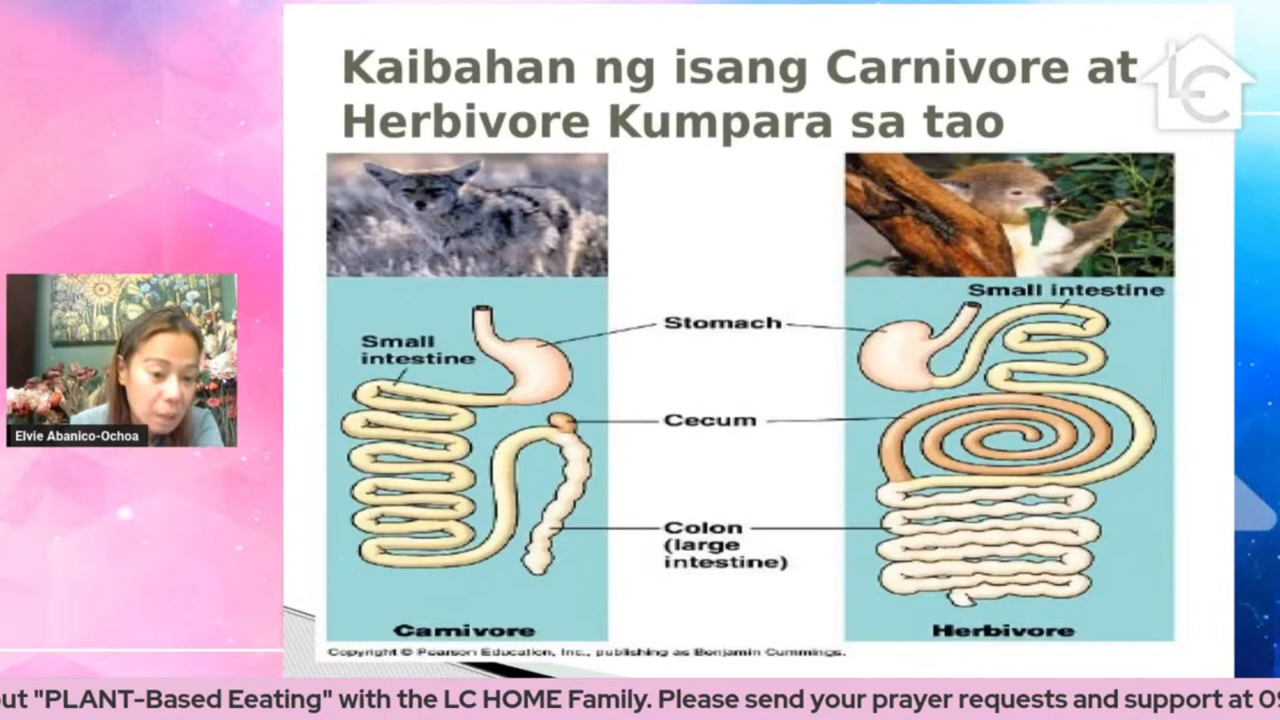 Kaibahan ng isang Carnivore at
Herbivore Kumpara sa tao
LC
Small intestine
Stomach
Small
intestine
Cecum
Colon
(large
intestine)
Carnivore
Herbivore
Copyright © Pearson Education, Inc., publishing as Benjamin Cummings.
Elvie Abanico-Ochoa
out "PLANT-Based Eeating" with the LC HOME Family. Please send your prayer requests and support at 09